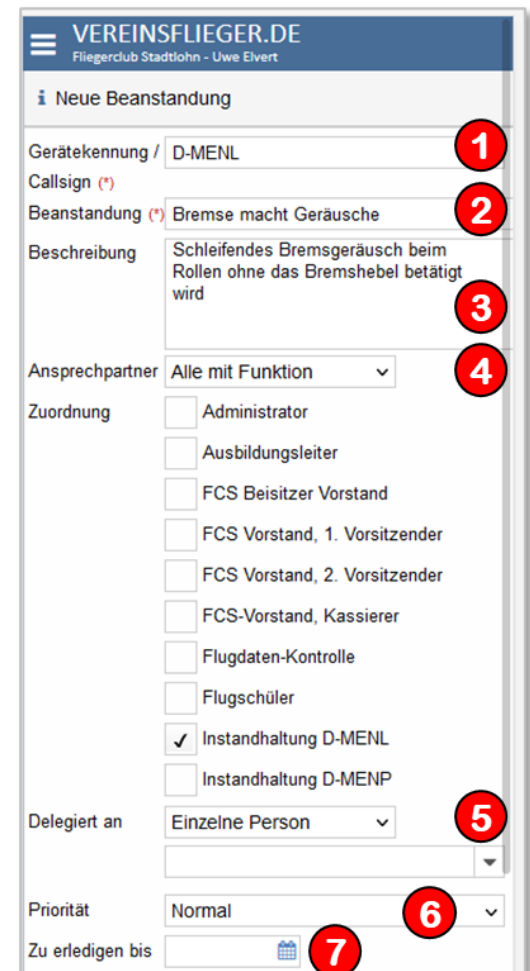 VEREINSFLIEGER.DE
Fliegerclub Stadtlohn - Uwe Elvert
i Neue Beanstandung
Gerätekennung / D-MENL 1
Callsign (*)
Beanstandung (*) Bremse macht Geräusche 2
Beschreibung Schleifendes Bremsgeräusch beim
Rollen ohne das Bremshebel betätigt
wird
3
Ansprechpartner Alle mit Funktion 4
Zuordnung Administrator
Ausbildungsleiter
FCS Beisitzer Vorstand
FCS Vorstand, 1. Vorsitzender
FCS Vorstand, 2. Vorsitzender
FCS-Vorstand, Kassierer
Flugdaten-Kontrolle
Flugschüler
✓ Instandhaltung D-MENL
Instandhaltung D-MENP
Delegiert an Einzelne Person 5
Priorität Normal 6
Zu erledigen bis 7